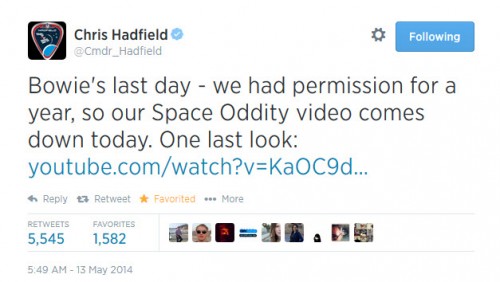 Chris Hadfield
@Cmdr_Hadfield
Following
Bowie's last day - we had permission for a
year, so our Space Oddity video comes
down today. One last look:
youtube.com/watch?v=KaOC9d...
Reply Retweet Favorited ••• More
RETWEETS FAVORITES
5,545 1,582
5:49 AM - 13 May 2014